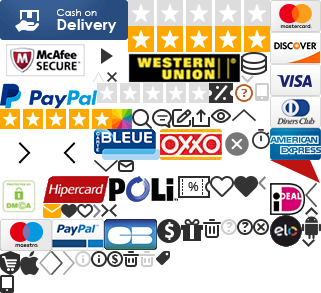 Cash on
Delivery
mastercard.
McAfee
SECURE
WESTERN
UNION
DISCOVER
VISA
PayPal
?
Diners Club
BLEUE
OXXO
AMERICAN
EXPRESS
DMCA
Hipercard
POLi
%
iDEAL
maestro
PayPal
CB
$
?
?
elo
i
i
$